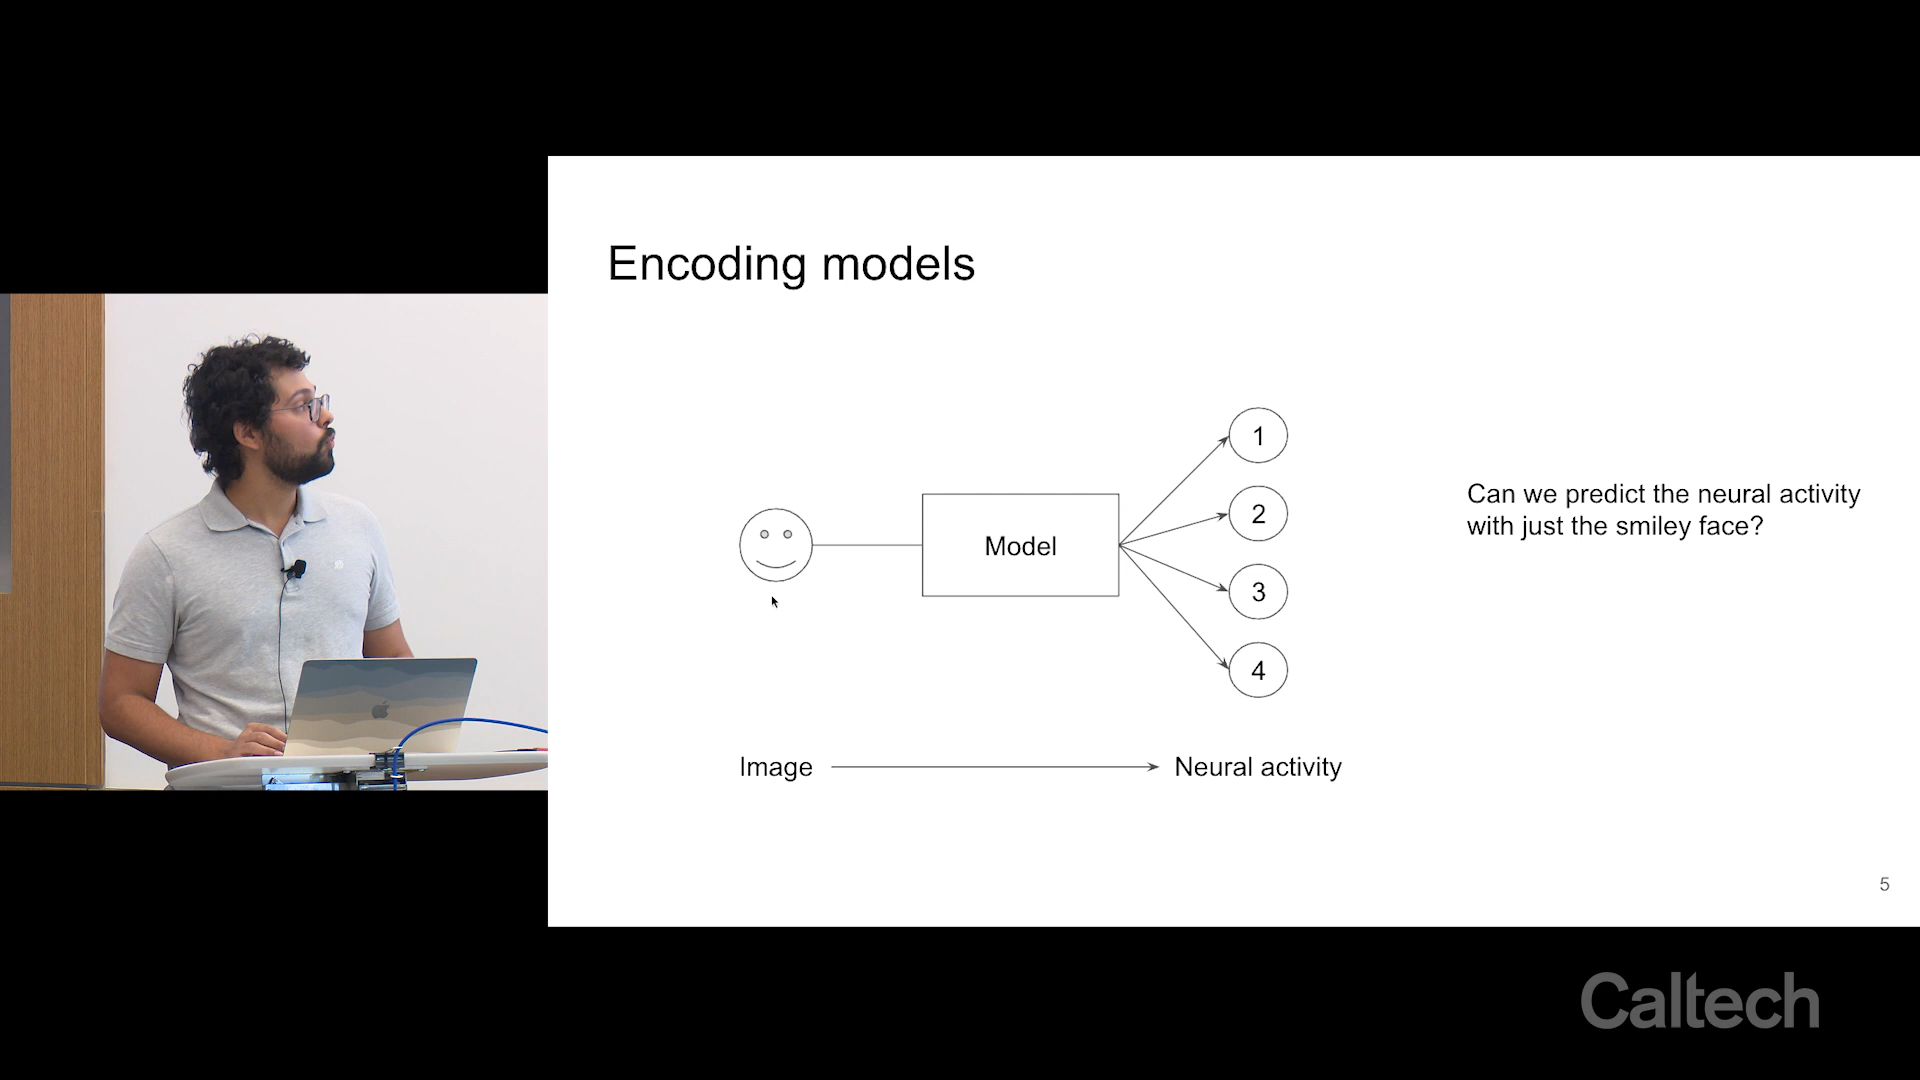 Encoding models
1
2
3
4
Model
Can we predict the neural activity
with just the smiley face?
Image
Neural activity
5
Caltech